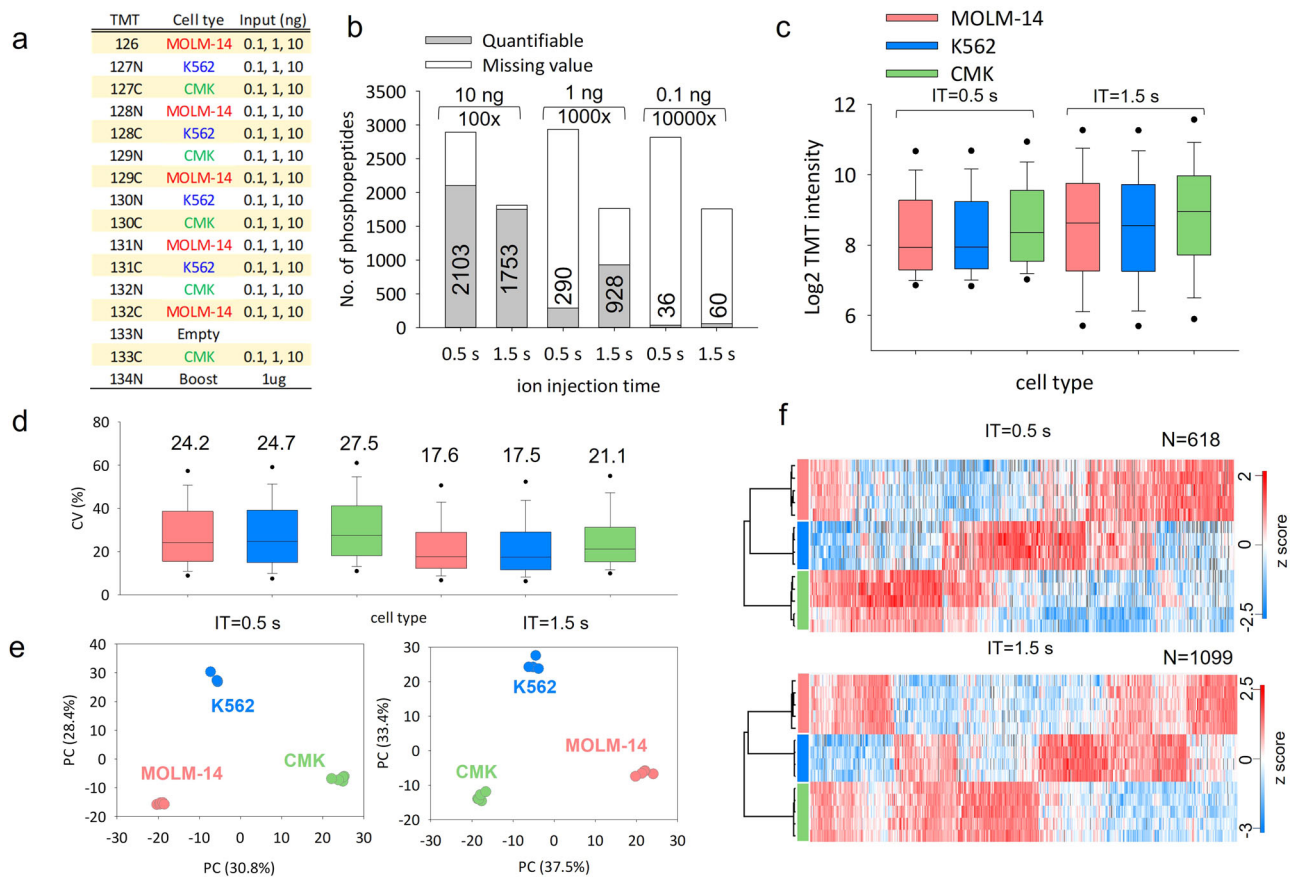 a
TMT Cell tye Input (ng)
126 MOLM-14 0.1, 1, 10
127N K562 0.1, 1, 10
127C CMK 0.1, 1, 10
128N MOLM-14 0.1, 1, 10
128C K562 0.1, 1, 10
129N CMK 0.1, 1, 10
129C MOLM-14 0.1, 1, 10
130N K562 0.1, 1, 10
130C CMK 0.1, 1, 10
131N MOLM-14 0.1, 1, 10
131C K562 0.1, 1, 10
132N CMK 0.1, 1, 10
132C MOLM-14 0.1, 1, 10
133N Empty
133C CMK 0.1, 1, 10
134N Boost 1ug
b
Quantifiable
Missing value
10 ng 1 ng 0.1 ng
100x 1000x 10000x
No. of phosphopeptides
3500
3000
2500
2000
1500
1000
500
0
2103 1753 290 928 36 60
0.5 s 1.5 s 0.5 s 1.5 s 0.5 s 1.5 s
ion injection time
c
MOLM-14
K562
CMK
IT=0.5 s IT=1.5 s
Log2 TMT intensity
12
10
8
6
cell type
d
CV (%)
80
60
40
20
0
24.2 24.7 27.5 17.6 17.5 21.1
cell type
e
IT=0.5 s
PC (28.4%)
40
30
20
10
0
-10
-20
K562
MOLM-14
CMK
-30 -20 -10 0 10 20 30
PC (30.8%)
IT=1.5 s
PC (33.4%)
30
20
10
0
-10
-20
K562
MOLM-14
CMK
-30 -20 -10 0 10 20 30
PC (37.5%)
f
IT=0.5 s
N=618
2
0
-2.5
z score
IT=1.5 s
N=1099
2.5
0
-3
z score